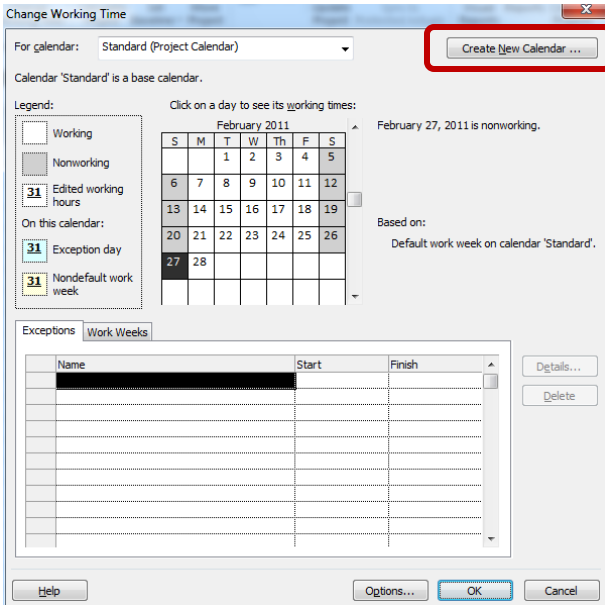 Change Working Time
For calendar: Standard (Project Calendar) Create New Calendar ...
Calendar 'Standard' is a base calendar.
Legend: Click on a day to see its working times:
Working
Nonworking
31 Edited working hours
On this calendar:
31 Exception day
31 Nondefault work week
February 2011
S M T W Th F S
1 2 3 4 5
6 7 8 9 10 11 12
13 14 15 16 17 18 19
20 21 22 23 24 25 26
27 28
February 27, 2011 is nonworking.
Based on:
Default work week on calendar 'Standard'.
Exceptions Work Weeks
Name Start Finish
Details...
Delete
Help Options... OK Cancel